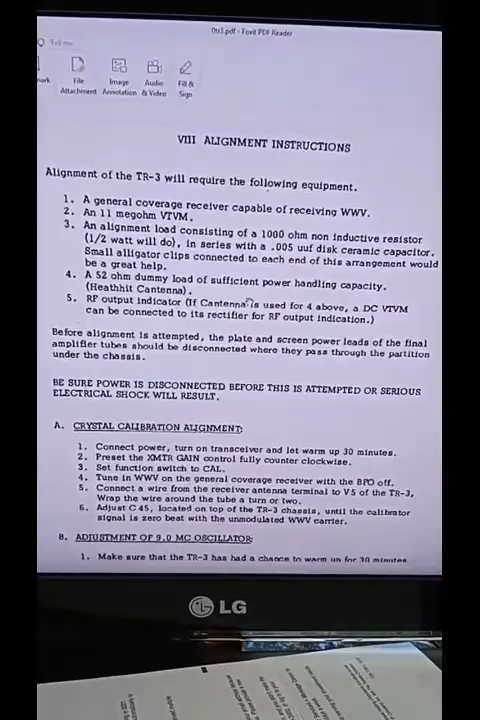 0tr3.pdf - Foxit PDF Reader
Tell me
File Attachment
Image Annotation
Audio & Video
Fill & Sign
VIII ALIGNMENT INSTRUCTIONS
Alignment of the TR-3 will require the following equipment.
1. A general coverage receiver capable of receiving WWV.
2. An 11 megohm VTVM.
3. An alignment load consisting of a 1000 ohm non inductive resistor
(1/2 watt will do), in series with a .005 uuf disk ceramic capacitor.
Small alligator clips connected to each end of this arrangement would
be a great help.
4. A 52 ohm dummy load of sufficient power handling capacity.
(Heathhit Cantenna).
5. RF output indicator (If Cantenna is used for 4 above, a DC VTVM
can be connected to its rectifier for RF output indication.)
Before alignment is attempted, the plate and screen power leads of the final
amplifier tubes should be disconnected where they pass through the partition
under the chassis.
BE SURE POWER IS DISCONNECTED BEFORE THIS IS ATTEMPTED OR SERIOUS
ELECTRICAL SHOCK WILL RESULT.
A. CRYSTAL CALIBRATION ALIGNMENT:
1. Connect power, turn on transceiver and let warm up 30 minutes.
2. Preset the XMTR GAIN control fully counter clockwise.
3. Set function switch to CAL.
4. Tune in WWV on the general coverage receiver with the BFO off.
5. Connect a wire from the receiver antenna terminal to V5 of the TR-3,
Wrap the wire around the tube a turn or two.
6. Adjust C45, located on top of the TR-3 chassis, until the calibrator
signal is zero beat with the unmodulated WWV carrier.
B. ADJUSTMENT OF 9.0 MC OSCILLATOR:
1. Make sure that the TR-3 has had a chance to warm up for 30 minutes
LG